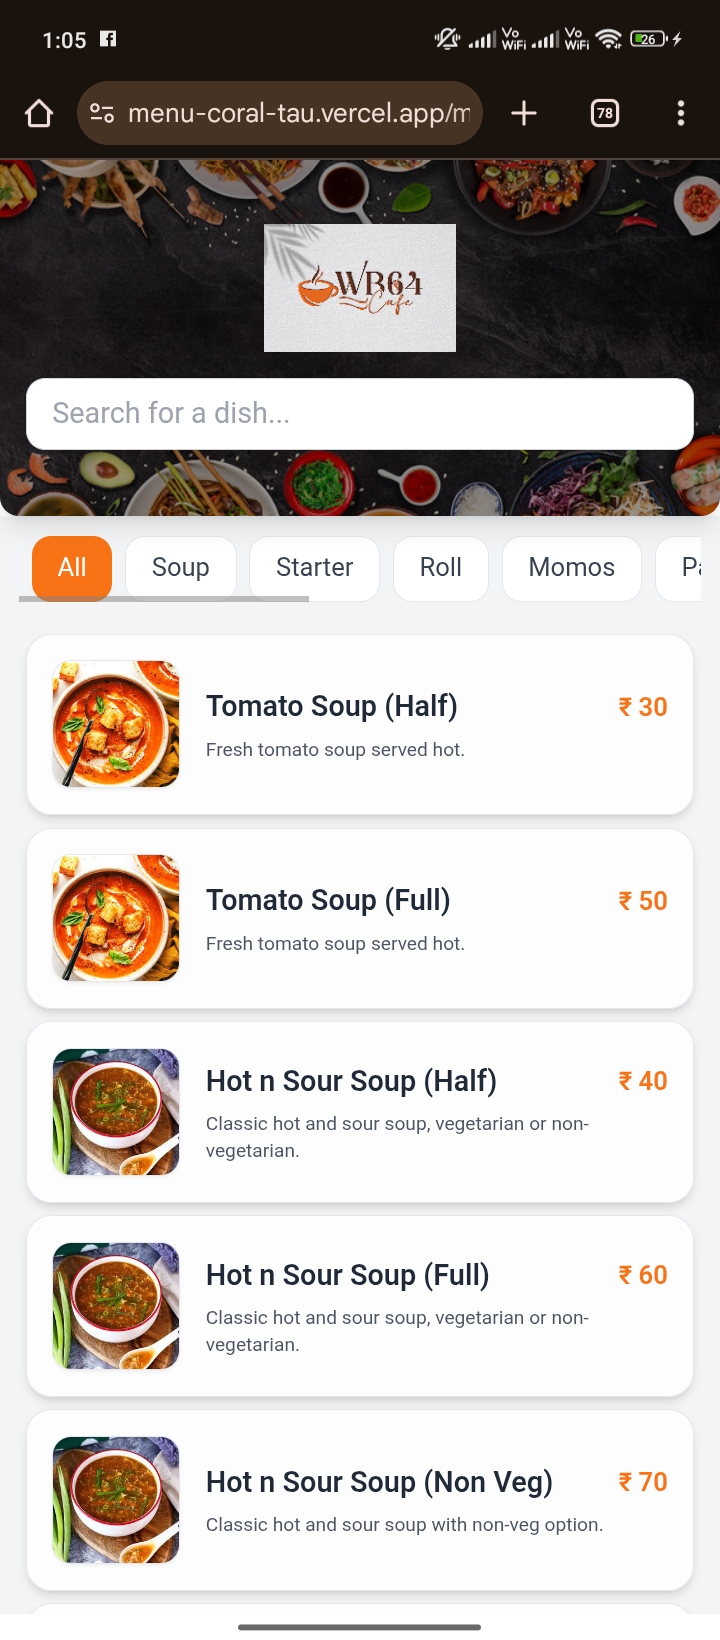 1:05
Vo WiFi
Vo WiFi
26
menu-coral-tau.vercel.app/m
78
WB64
Cafe
Search for a dish...
All
Soup
Starter
Roll
Momos
Tomato Soup (Half)
₹ 30
Fresh tomato soup served hot.
Tomato Soup (Full)
₹ 50
Fresh tomato soup served hot.
Hot n Sour Soup (Half)
₹ 40
Classic hot and sour soup, vegetarian or non-
vegetarian.
Hot n Sour Soup (Full)
₹ 60
Classic hot and sour soup, vegetarian or non-
vegetarian.
Hot n Sour Soup (Non Veg)
₹ 70
Classic hot and sour soup with non-veg option.